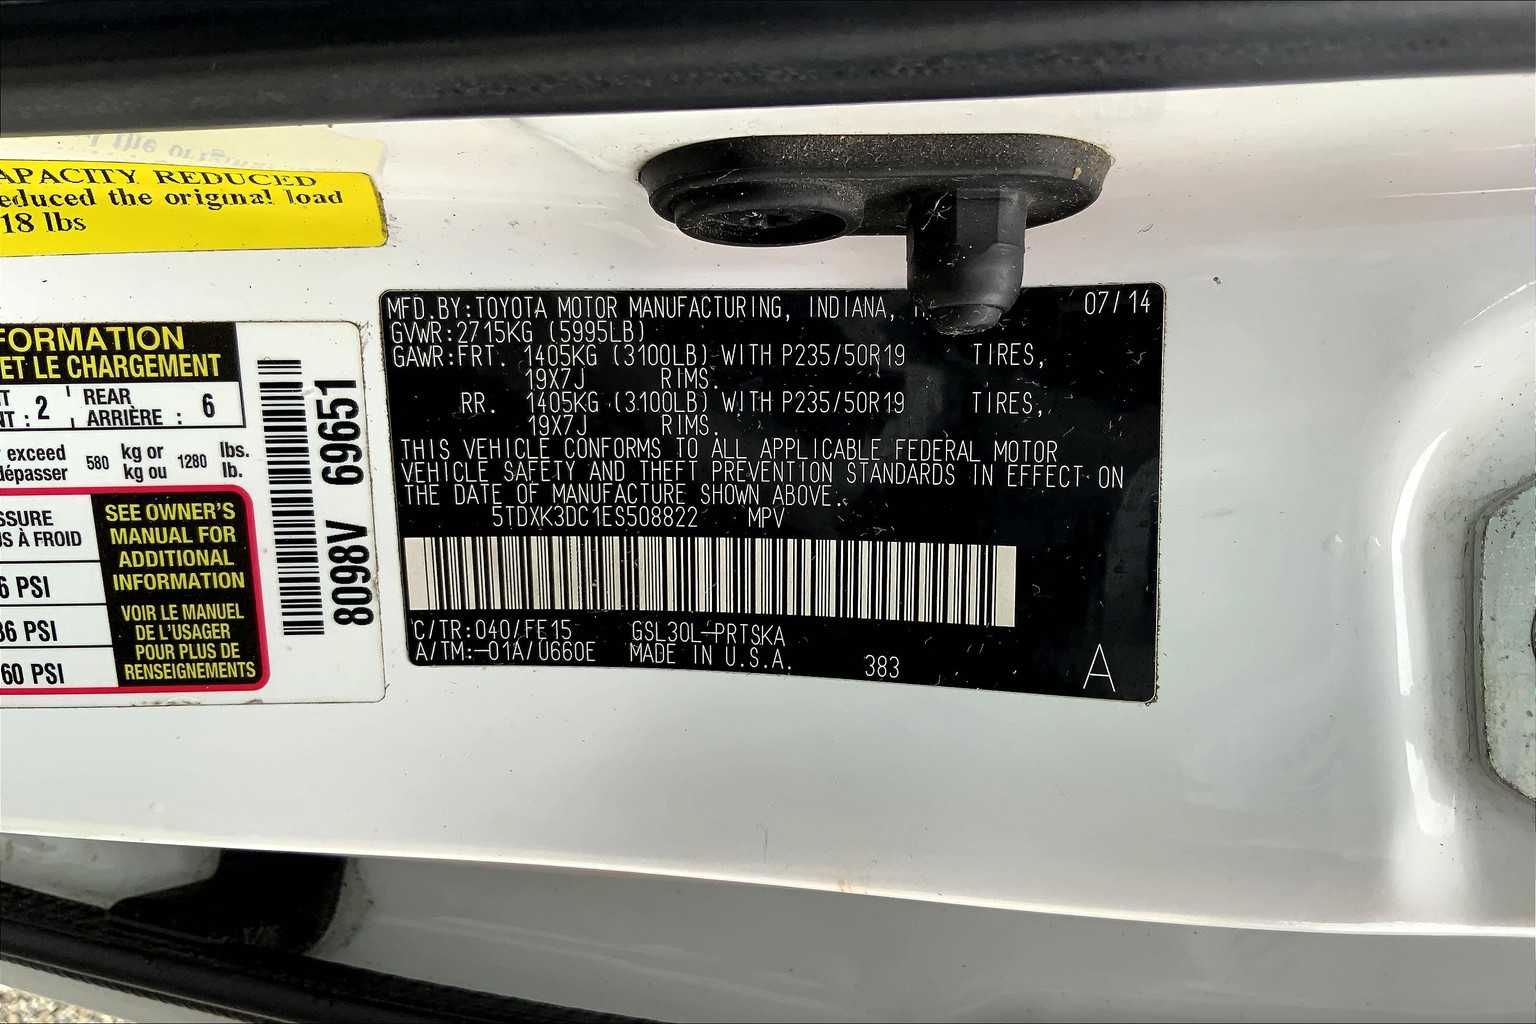 APACITY REDUCED
educed the original load
18 lbs
FORMATION
ET LE CHARGEMENT
2 REAR
ARRIÈRE : 6
exceed 580 kg or 1280 lbs.
dépasser kg ou lb.
SSURE
S À FROID
6 PSI
36 PSI
60 PSI
SEE OWNER'S
MANUAL FOR
ADDITIONAL
INFORMATION
VOIR LE MANUEL
DE L'USAGER
POUR PLUS DE
RENSEIGNEMENTS
8098V 69651
MFD.BY:TOYOTA MOTOR MANUFACTURING, INDIANA, 07/14
GVWR:2715KG (5995LB)
GAWR:FRT. 1405KG (3100LB) WITH P235/50R19 TIRES,
19X7J RIMS.
RR. 1405KG (3100LB) WITH P235/50R19 TIRES,
19X7J RIMS.
THIS VEHICLE CONFORMS TO ALL APPLICABLE FEDERAL MOTOR
VEHICLE SAFETY AND THEFT PREVENTION STANDARDS IN EFFECT ON
THE DATE OF MANUFACTURE SHOWN ABOVE.
5TDXK3DC1ES508822 MPV
C/TR:040/FE15 GSL30L-PRTSKA
A/TM:-01A/U660E MADE IN U.S.A. 383 A